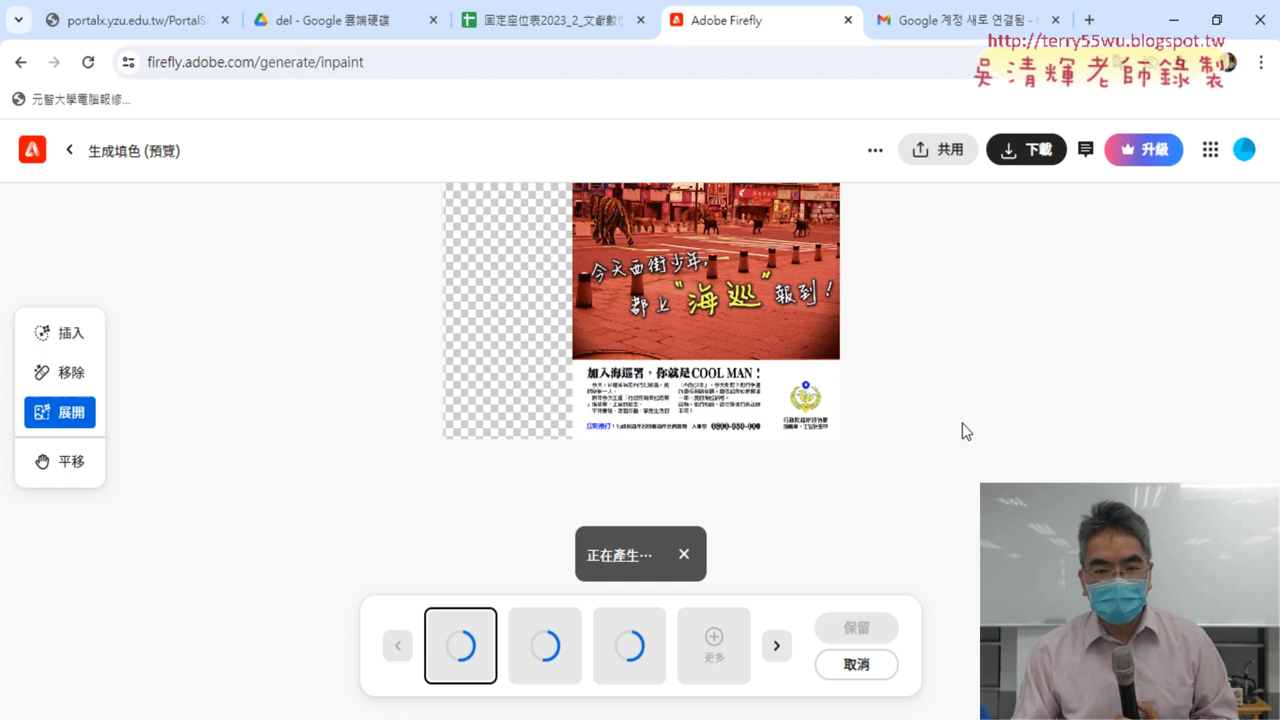 portalx.yzu.edu.tw/PortalS
del - Google 雲端硬碟
固定座位表2023_2_文獻數位
Adobe Firefly
Google 계정 새로 연결됨 -
http://terry55wu.blogspot.tw
吳清輝老師錄製
firefly.adobe.com/generate/inpaint
元智大學電腦報修...
生成填色 (預覽)
共用
下載
升級
插入
移除
展開
平移
今天西街少年,
都上"海巡"報到!
加入海巡署,你就是COOL MAN!
0800-030-000
正在產生…
更多
保留
取消